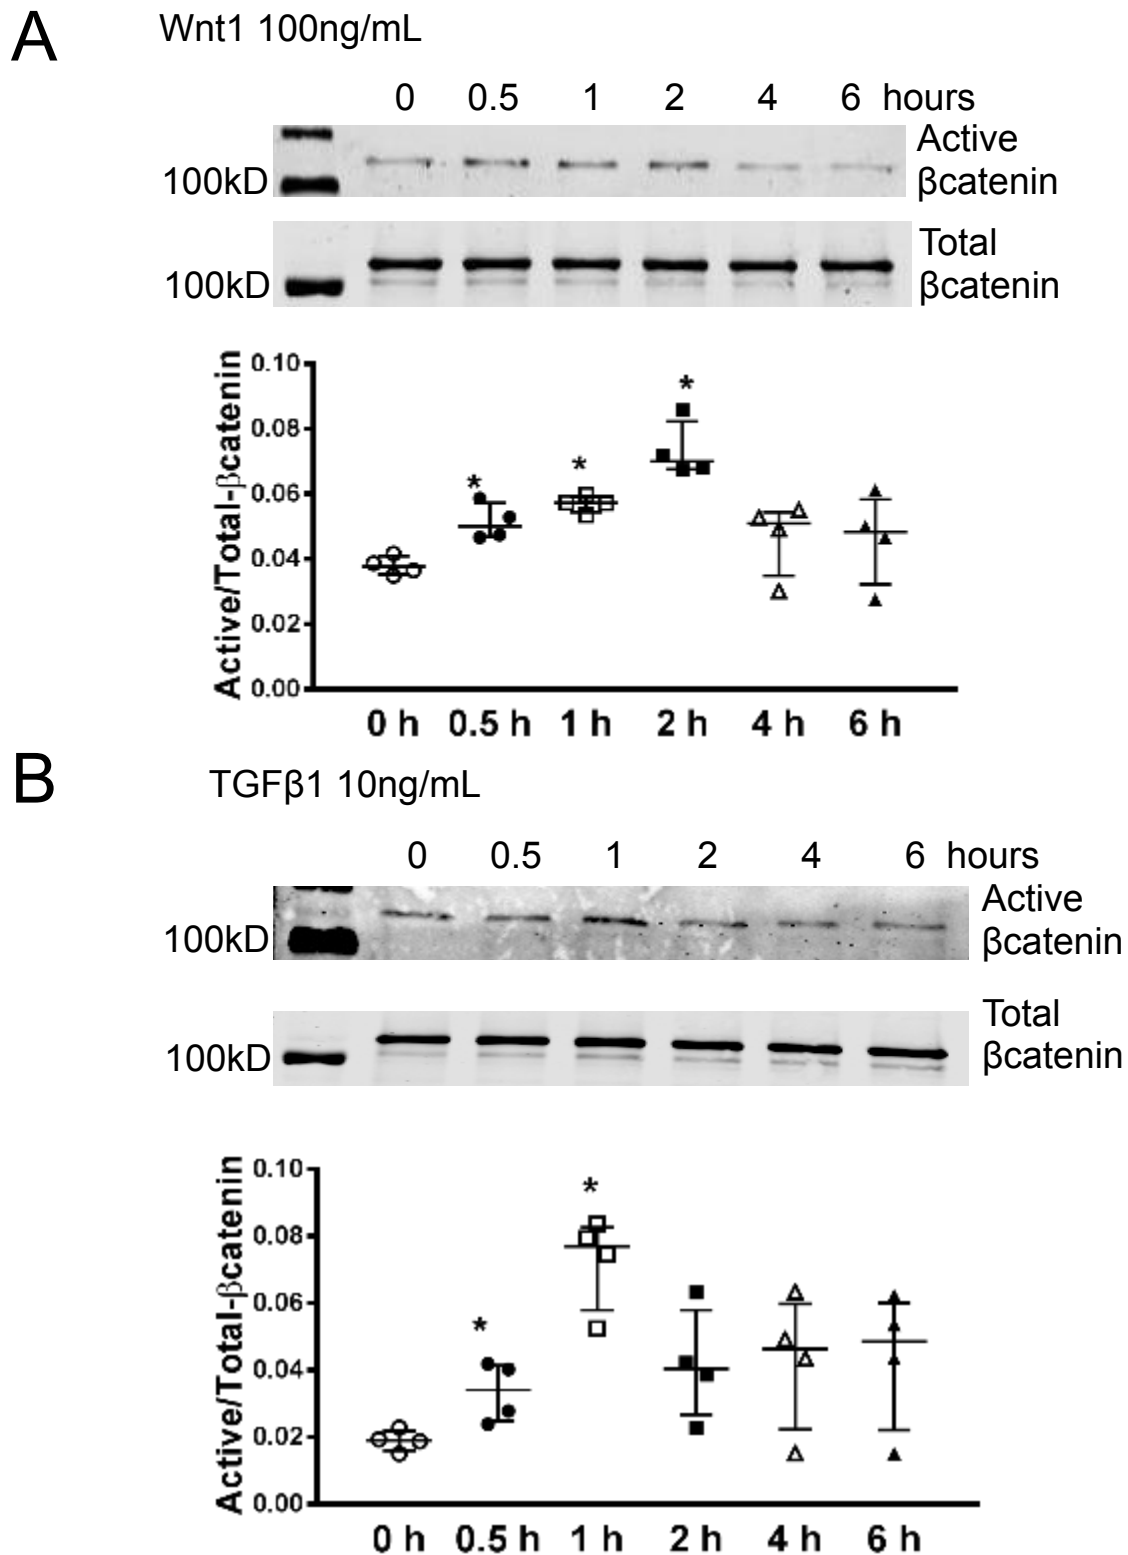 A
Wnt1 100ng/mL
0 0.5 1 2 4 6 hours
Active
100kD βcatenin
Total
100kD βcatenin
Active/Total-βcatenin
0.10
0.08
0.06
0.04
0.02
0.00
*
*
*
0 h 0.5 h 1 h 2 h 4 h 6 h
B
TGFβ1 10ng/mL
0 0.5 1 2 4 6 hours
Active
100kD βcatenin
Total
100kD βcatenin
Active/Total-βcatenin
0.10
0.08
0.06
0.04
0.02
0.00
*
*
0 h 0.5 h 1 h 2 h 4 h 6 h